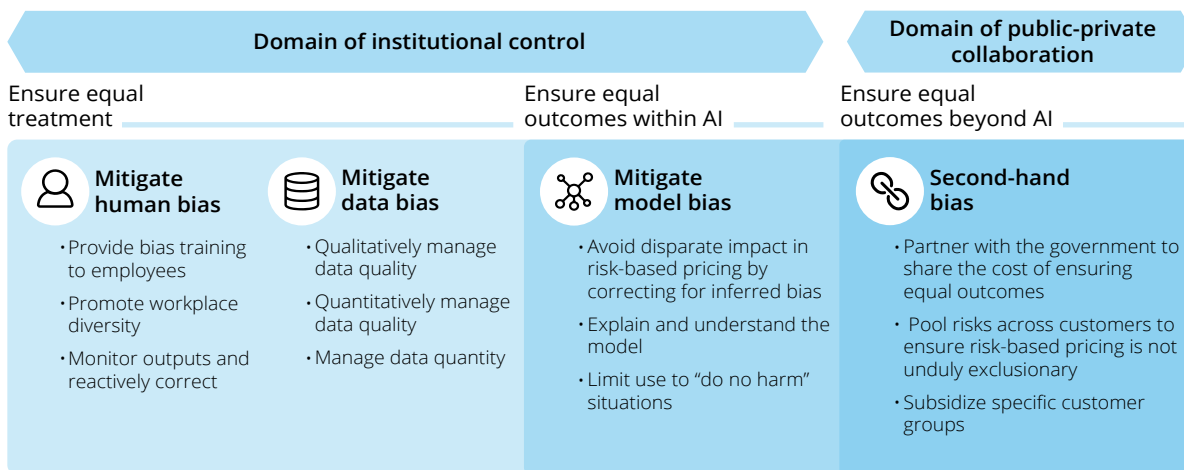 Domain of institutional control
Domain of public-private
collaboration
Ensure equal
treatment
Ensure equal
outcomes within AI
Ensure equal
outcomes beyond AI
Mitigate
human bias
• Provide bias training
to employees
• Promote workplace
diversity
• Monitor outputs and
reactively correct
Mitigate
data bias
• Qualitatively manage
data quality
• Quantitatively manage
data quality
• Manage data quantity
Mitigate
model bias
• Avoid disparate impact in
risk-based pricing by
correcting for inferred bias
• Explain and understand the
model
• Limit use to “do no harm”
situations
Second-hand
bias
• Partner with the government to
share the cost of ensuring
equal outcomes
• Pool risks across customers to
ensure risk-based pricing is not
unduly exclusionary
• Subsidize specific customer
groups